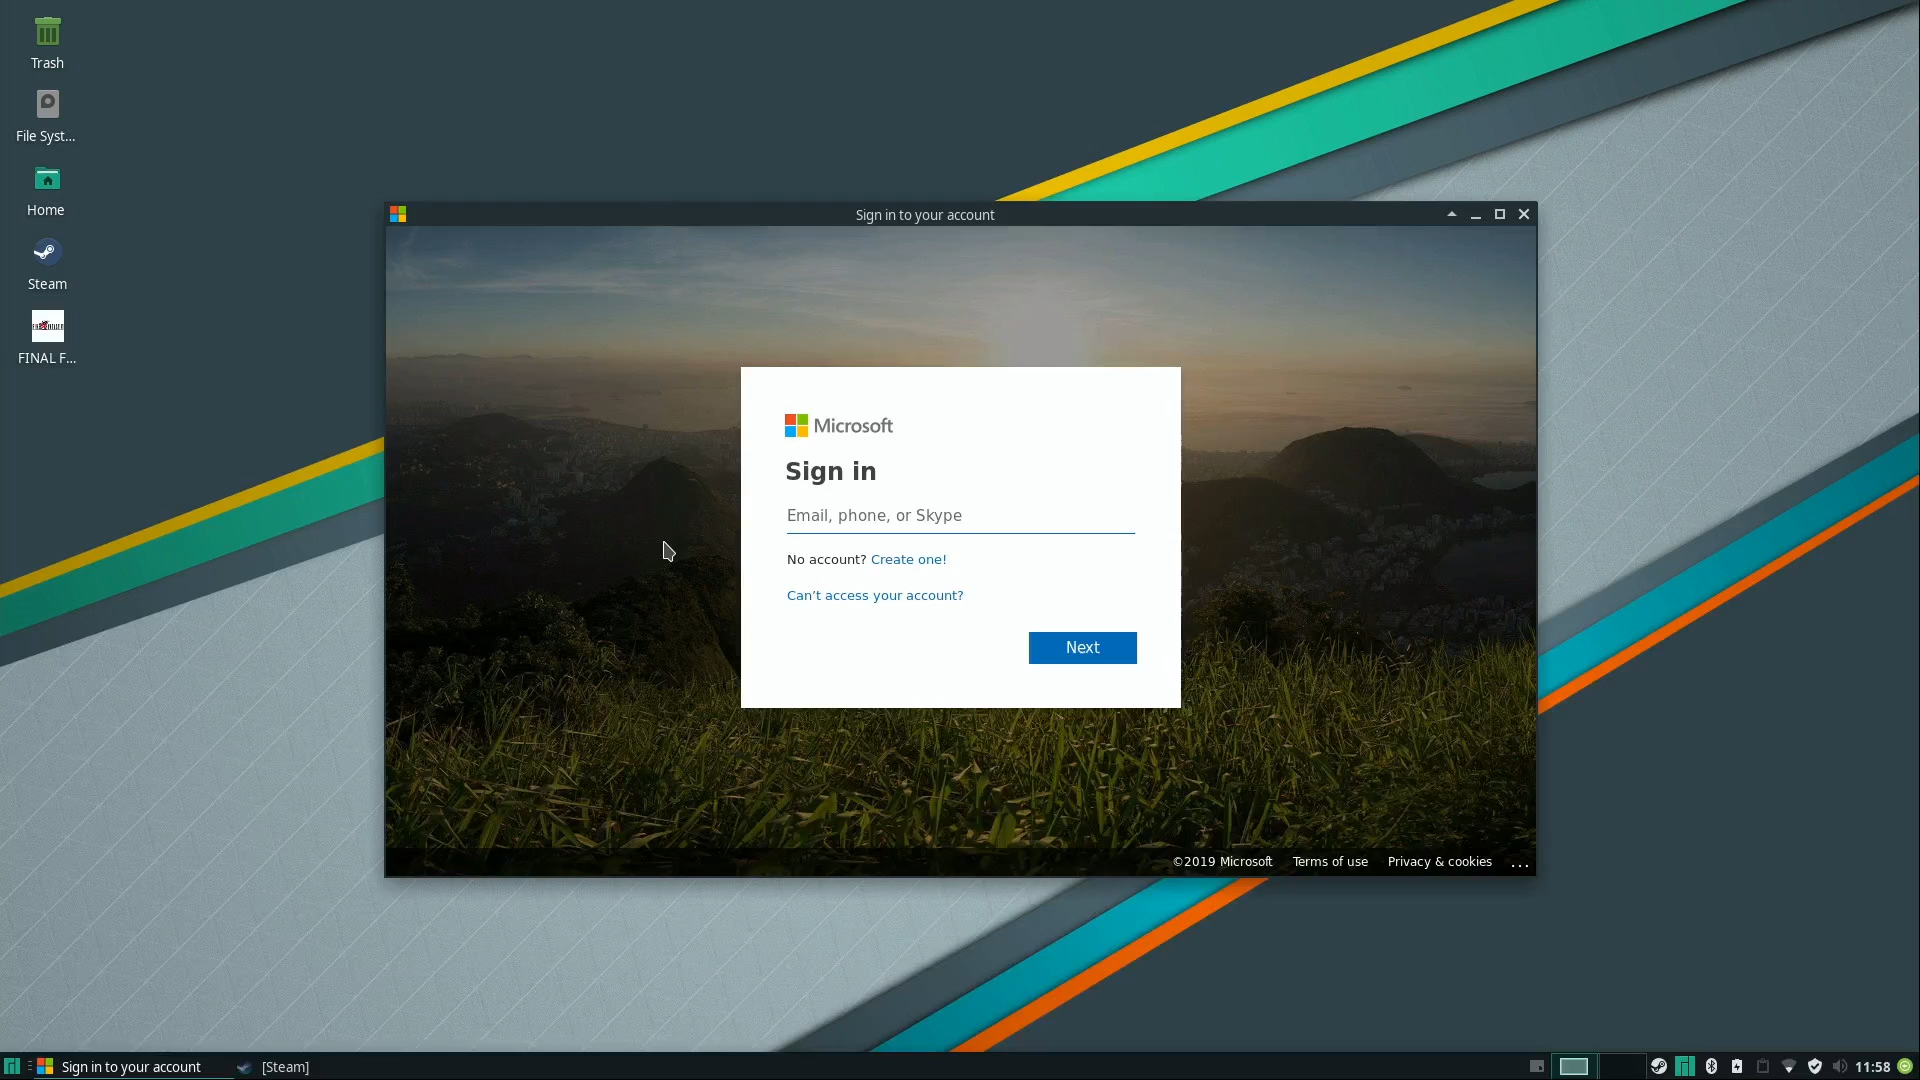 Trash
File Syst...
Home
Steam
FINAL F...
Sign in to your account
Microsoft
Sign in
Email, phone, or Skype
No account? Create one!
Can't access your account?
Next
©2019 Microsoft Terms of use Privacy & cookies ...
Sign in to your account [Steam] 11:58